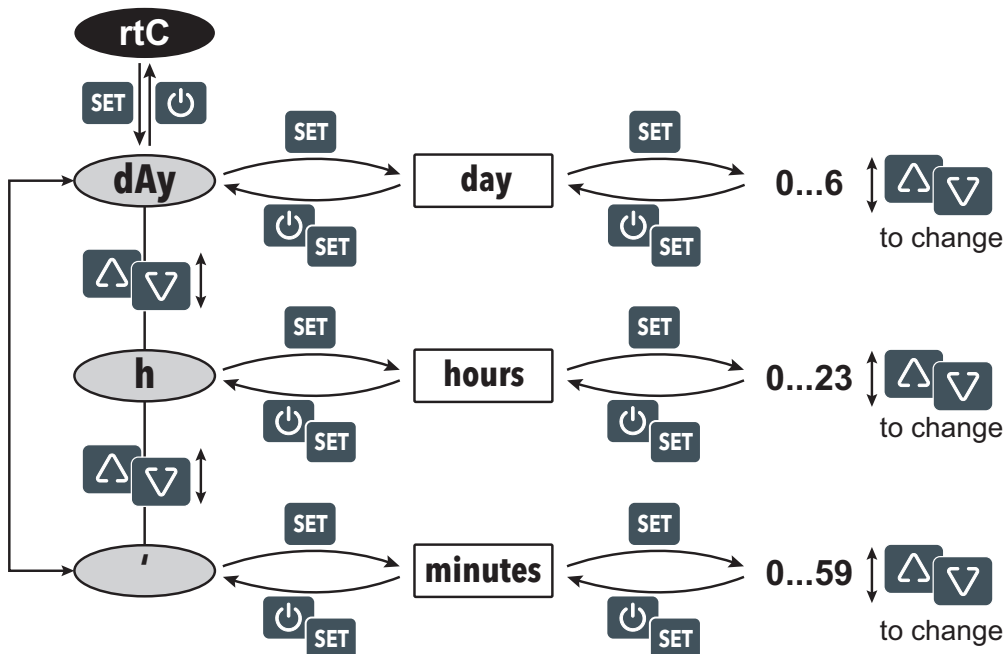 rtC
SET
SET
SET
dAy
day
0...6
SET
SET
to change
SET
SET
h
hours
0...23
SET
SET
to change
SET
SET
′
minutes
0...59
SET
SET
to change